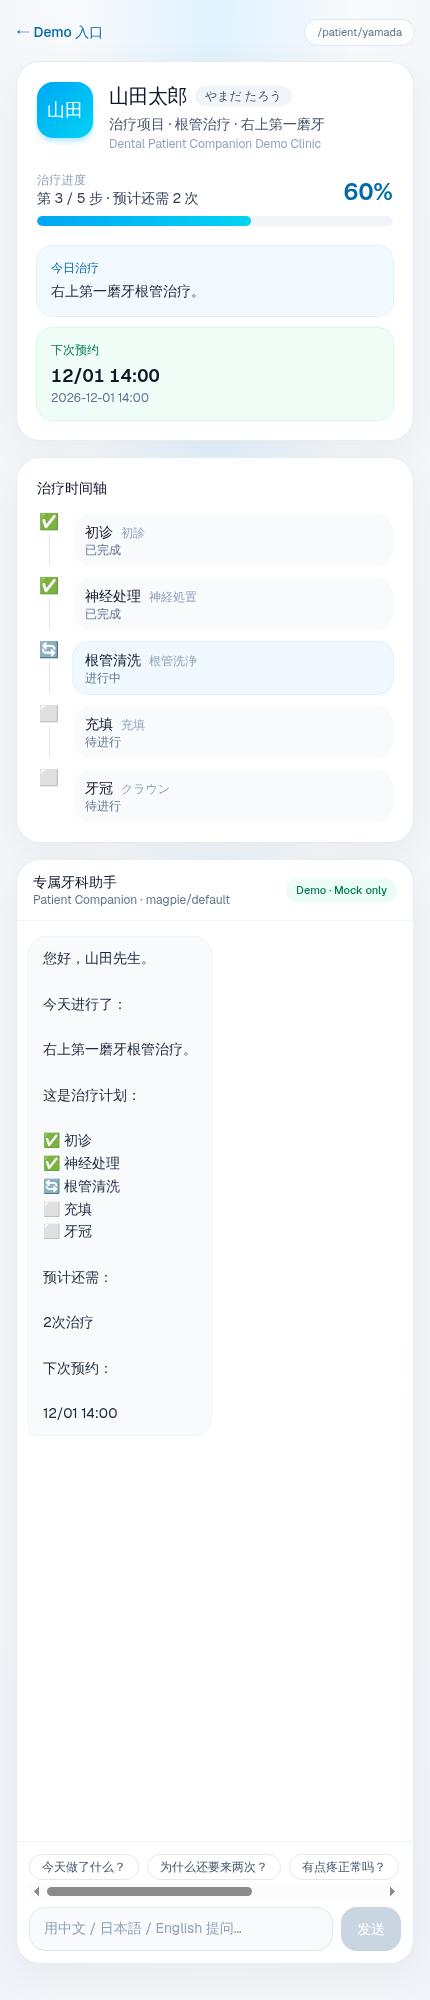 ← Demo 入口
/patient/yamada
山田
山田太郎 やまだ たろう
治疗项目 · 根管治疗 · 右上第一磨牙
Dental Patient Companion Demo Clinic
治疗进度
第 3 / 5 步 · 预计还需 2 次
60%
今日治疗
右上第一磨牙根管治疗。
下次预约
12/01 14:00
2026-12-01 14:00
治疗时间轴
✅ 初诊 初診
已完成
✅ 神经处理 神経処置
已完成
🔄 根管清洗 根管洗浄
进行中
⬜ 充填 充填
待进行
⬜ 牙冠 クラウン
待进行
专属牙科助手
Patient Companion · magpie/default
Demo · Mock only
您好，山田先生。
今天进行了：
右上第一磨牙根管治疗。
这是治疗计划：
✅ 初诊
✅ 神经处理
🔄 根管清洗
⬜ 充填
⬜ 牙冠
预计还需：
2次治疗
下次预约：
12/01 14:00
今天做了什么？
为什么还要来两次？
有点疼正常吗？
用中文 / 日本語 / English 提问...
发送